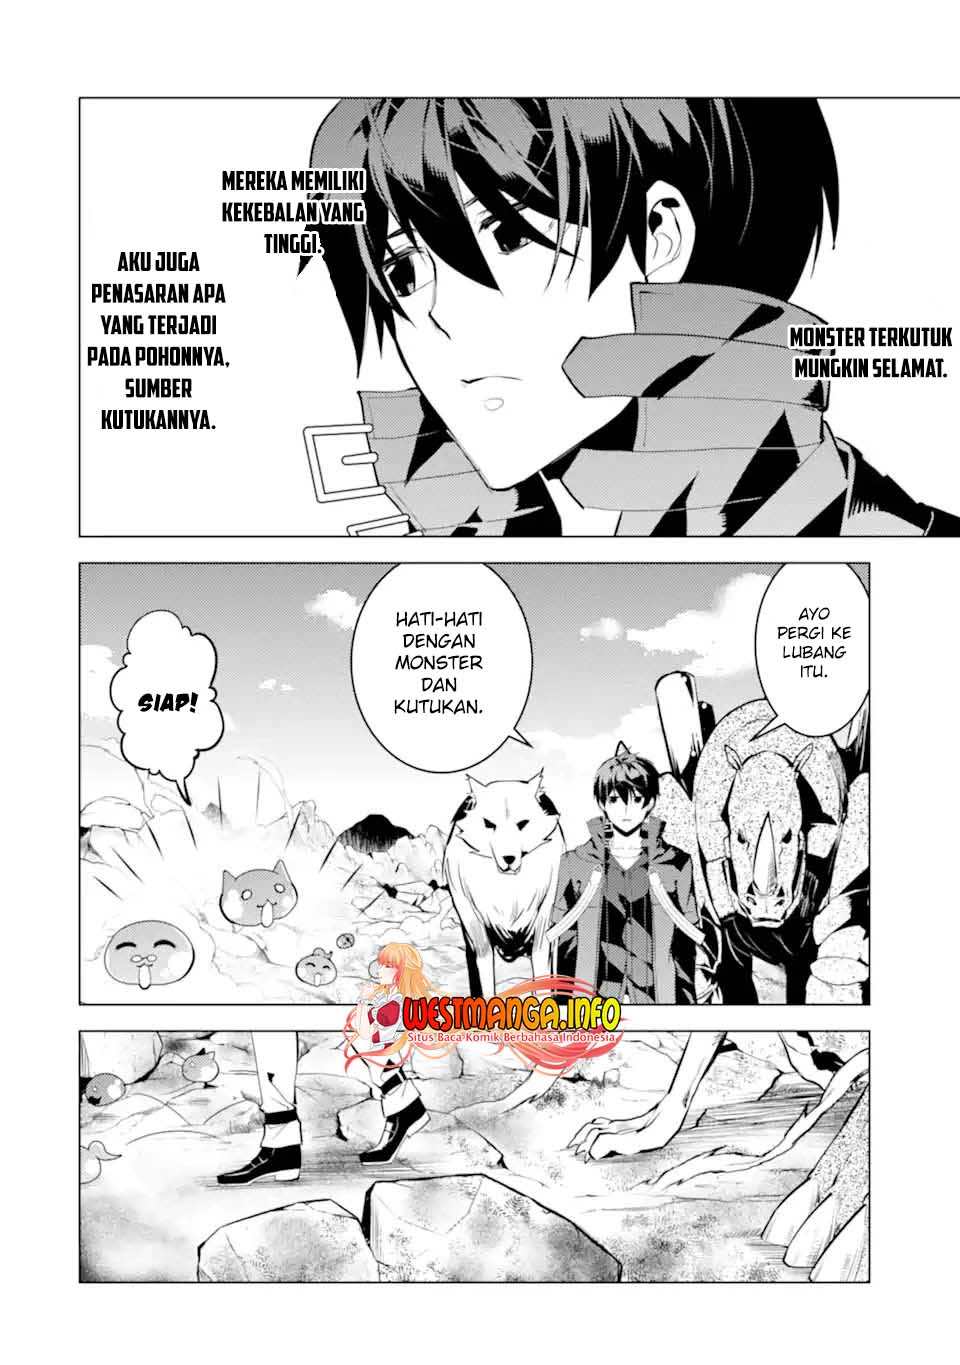 MONSTER TERKUTUK
MUNGKIN SELAMAT.
MEREKA MEMILIKI
KEKEBALAN YANG
TINGGI.
AKU JUGA
PENASARAN APA
YANG TERJADI
PADA POHONNYA,
SUMBER
KUTUKANNYA.
AYO
PERGI KE
LUBANG
ITU.
HATI-HATI
DENGAN
MONSTER
DAN
KUTUKAN.
SIAP!
WESTMANGA.INFO
Situs Baca Komik Berbahasa Indonesia